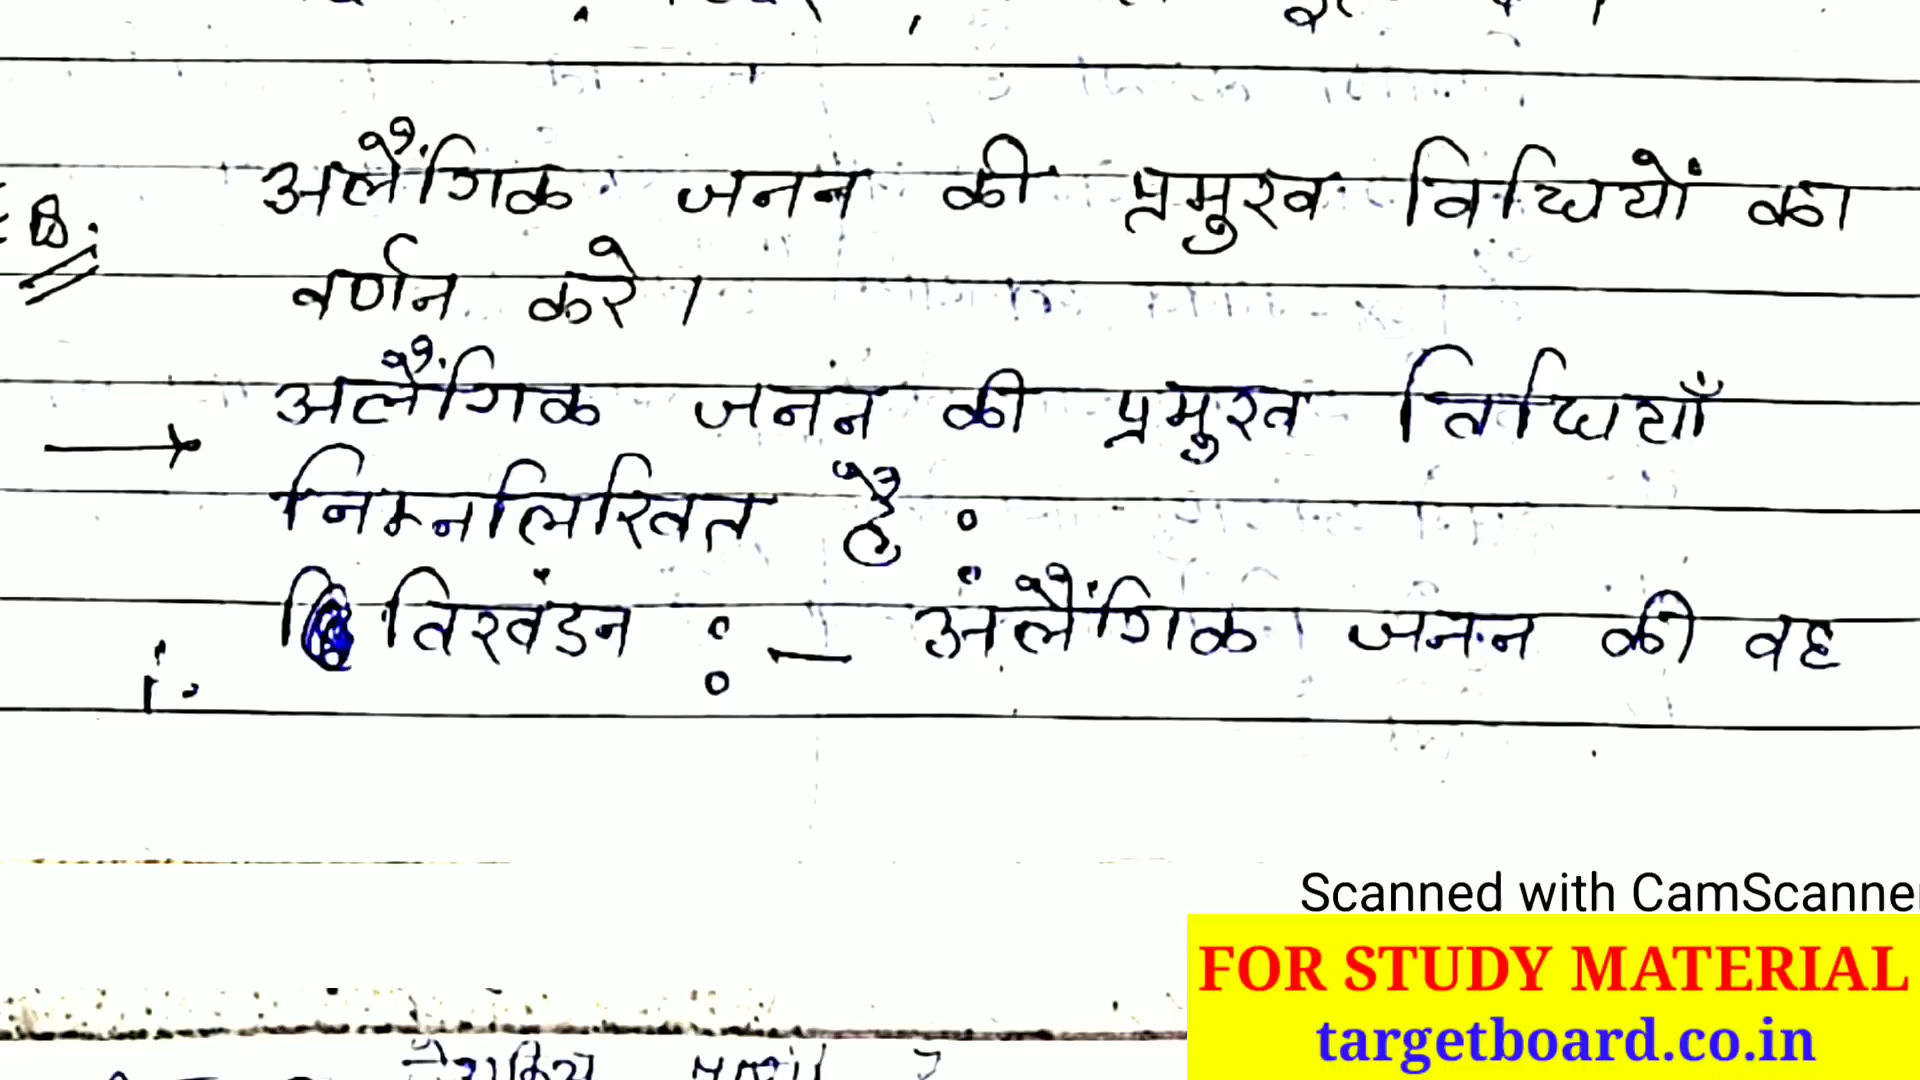 B. अलैंगिक जनन की प्रमुख विधियों का
वर्णन करे।
→ अलैंगिक जनन की प्रमुख विधियाँ
निम्नलिखित है :
1. विखंडन :- अंलैंगिक जनन की वह
Scanned with CamScanner
FOR STUDY MATERIAL
targetboard.co.in